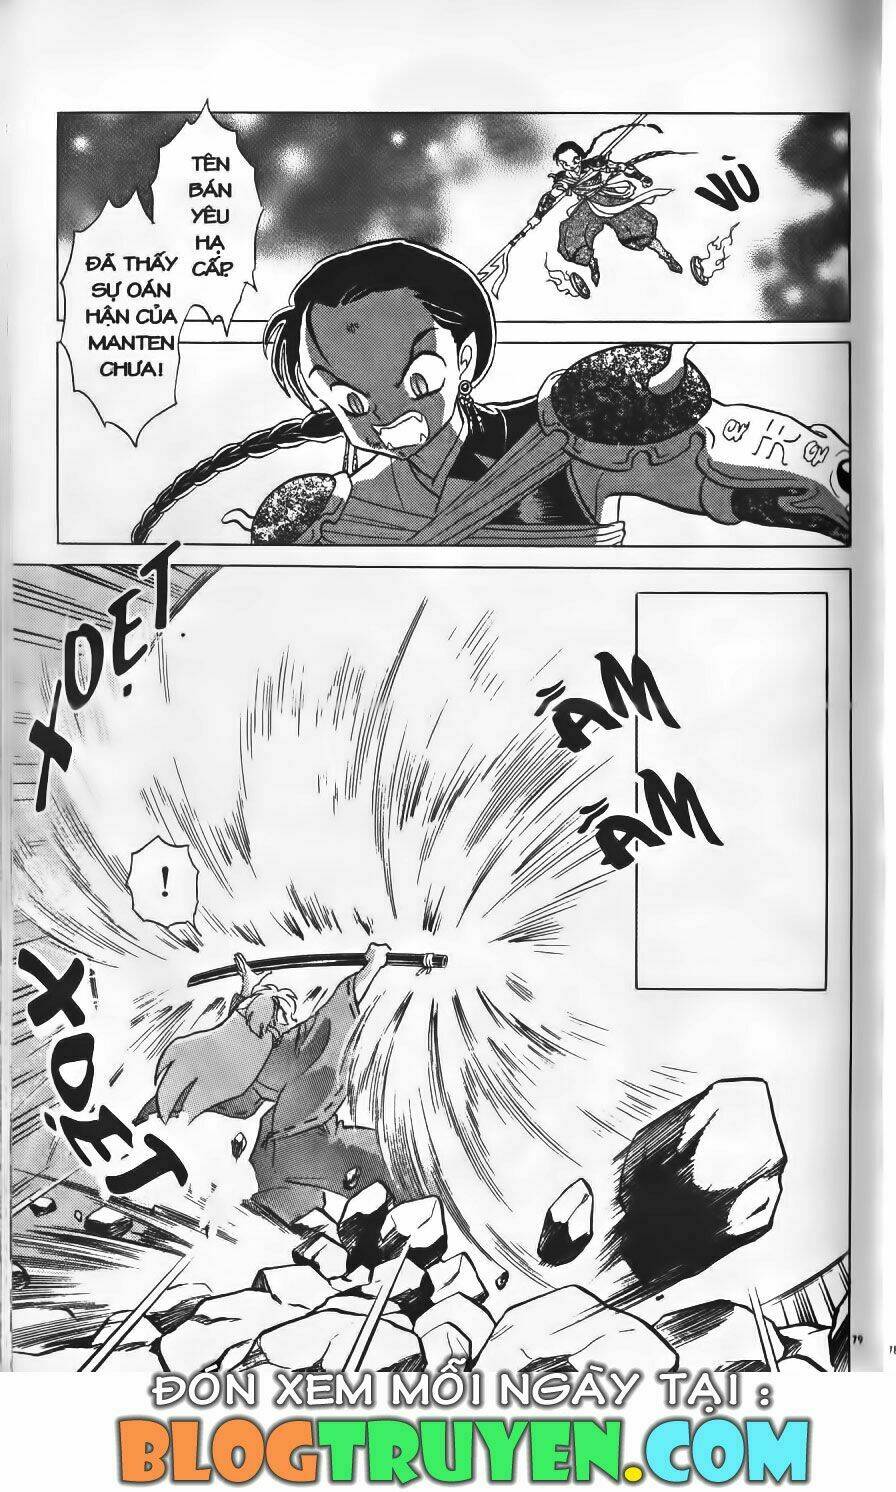 VÙ
TÊN
BÁN
YÊU
HẠ
CẤP,
ĐÃ THẤY
SỰ OÁN
HẬN CỦA
MANTEN
CHƯA!
XOẸT
ẦM
ẦM
!
XOẸT
79
ĐÓN XEM MỖI NGÀY TẠI :
BLOGTRUYEN.COM